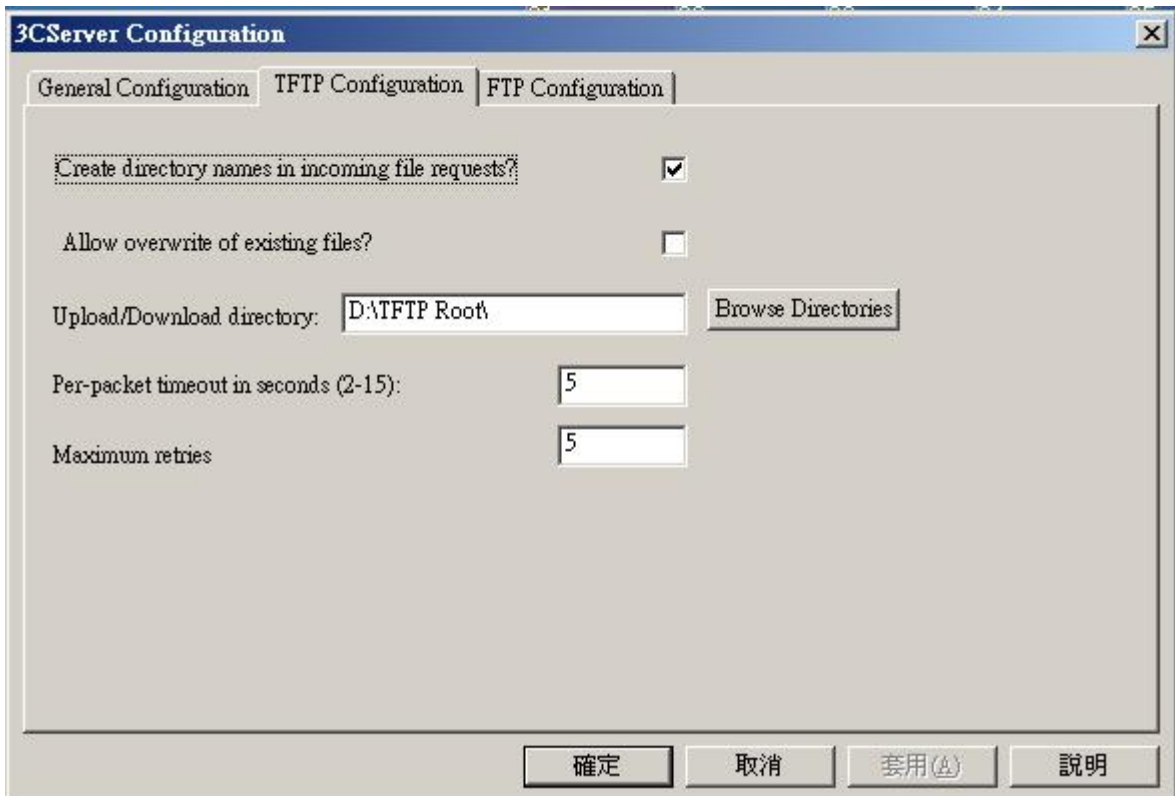 3CServer Configuration
General Configuration TFTP Configuration FTP Configuration
Create directory names in incoming file requests?
Allow overwrite of existing files?
Upload/Download directory: D:\TFTP Root\ Browse Directories
Per-packet timeout in seconds (2-15): 5
Maximum retries 5
確定 取消 套用(A) 說明